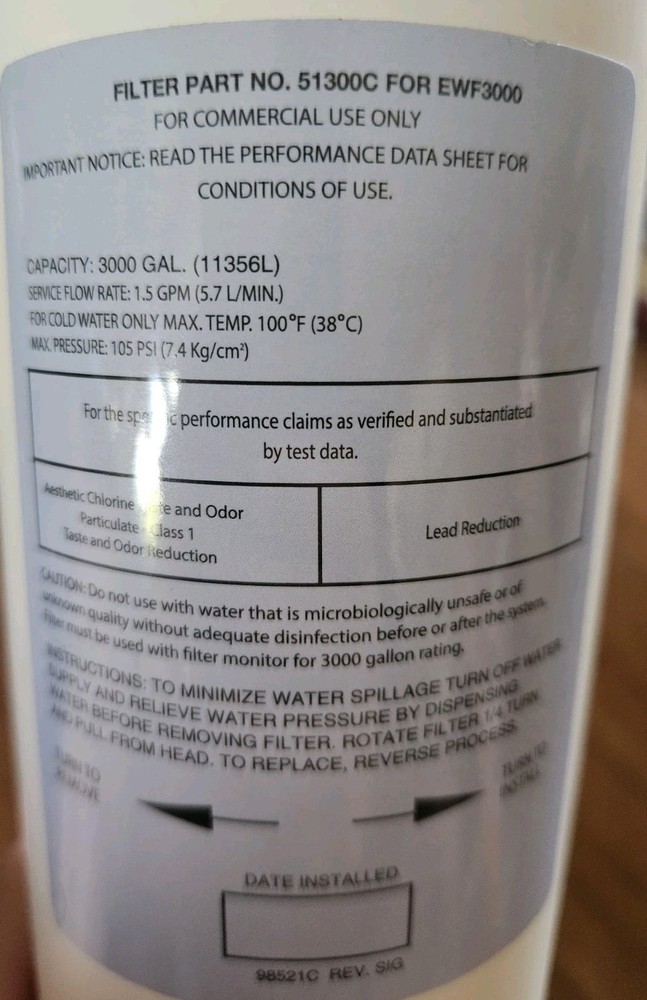 FILTER PART NO. 51300C FOR EWF3000
FOR COMMERCIAL USE ONLY
IMPORTANT NOTICE: READ THE PERFORMANCE DATA SHEET FOR
CONDITIONS OF USE.
CAPACITY: 3000 GAL. (11356L)
SERVICE FLOW RATE: 1.5 GPM (5.7 L/MIN.)
FOR COLD WATER ONLY MAX. TEMP. 100°F (38°C)
MAX. PRESSURE: 105 PSI (7.4 Kg/cm²)
For the performance claims as verified and substantiated
by test data.
Aesthetic Chlorine and Odor
Particulate - Class 1
Taste and Odor Reduction
Lead Reduction
CAUTION: Do not use with water that is microbiologically unsafe or of
unknown quality without adequate disinfection before or after the system.
Filter must be used with filter monitor for 3000 gallon rating.
INSTRUCTIONS: TO MINIMIZE WATER SPILLAGE TURN OFF WATER
SUPPLY AND RELIEVE WATER PRESSURE BY DISPENSING
WATER BEFORE REMOVING FILTER. ROTATE FILTER 1/4 TURN
AND PULL FROM HEAD. TO REPLACE, REVERSE PROCESS.
TURN TO
REMOVE
TURN TO
INSTALL
DATE INSTALLED
98521C REV. SIG